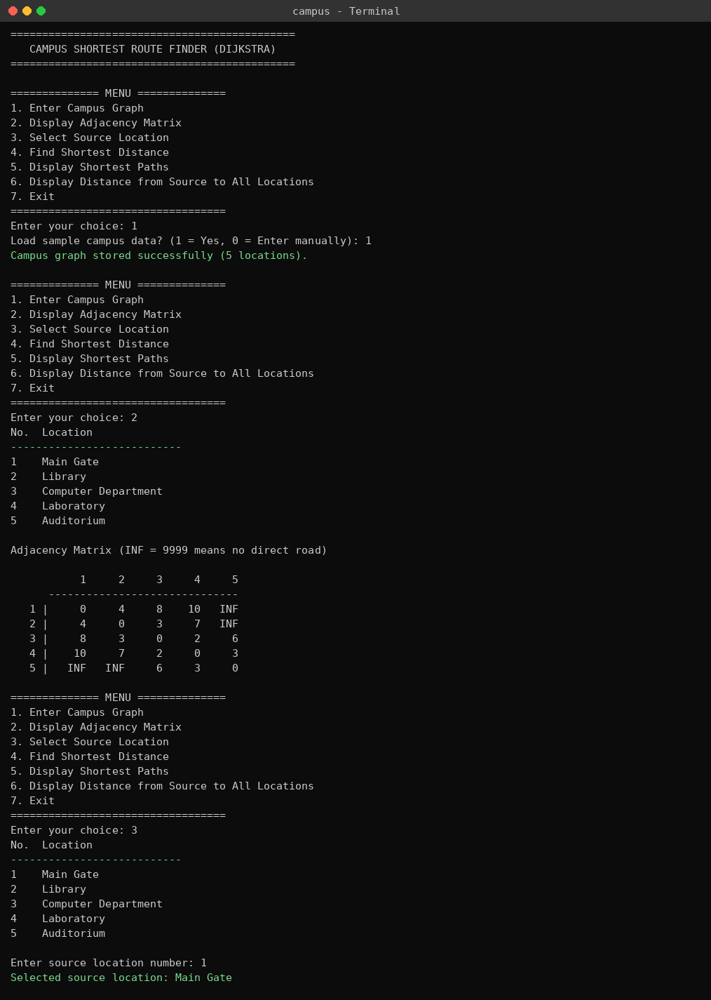 campus - Terminal
=============================================
   CAMPUS SHORTEST ROUTE FINDER (DIJKSTRA)
=============================================

============== MENU ==============
1. Enter Campus Graph
2. Display Adjacency Matrix
3. Select Source Location
4. Find Shortest Distance
5. Display Shortest Paths
6. Display Distance from Source to All Locations
7. Exit
==================================
Enter your choice: 1
Load sample campus data? (1 = Yes, 0 = Enter manually): 1
Campus graph stored successfully (5 locations).

============== MENU ==============
1. Enter Campus Graph
2. Display Adjacency Matrix
3. Select Source Location
4. Find Shortest Distance
5. Display Shortest Paths
6. Display Distance from Source to All Locations
7. Exit
==================================
Enter your choice: 2
No.  Location
---------------------------
1    Main Gate
2    Library
3    Computer Department
4    Laboratory
5    Auditorium

Adjacency Matrix (INF = 9999 means no direct road)

           1     2     3     4     5
      ------------------------------
   1 |     0     4     8    10   INF
   2 |     4     0     3     7   INF
   3 |     8     3     0     2     6
   4 |    10     7     2     0     3
   5 |   INF   INF     6     3     0

============== MENU ==============
1. Enter Campus Graph
2. Display Adjacency Matrix
3. Select Source Location
4. Find Shortest Distance
5. Display Shortest Paths
6. Display Distance from Source to All Locations
7. Exit
==================================
Enter your choice: 3
No.  Location
---------------------------
1    Main Gate
2    Library
3    Computer Department
4    Laboratory
5    Auditorium

Enter source location number: 1
Selected source location: Main Gate